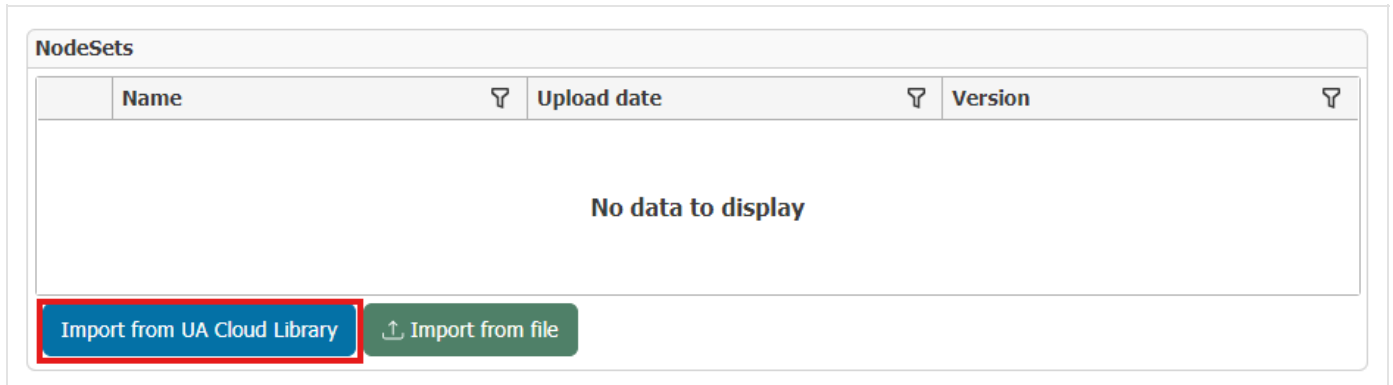 NodeSets
Name Upload date Version
No data to display
Import from UA Cloud Library Import from file